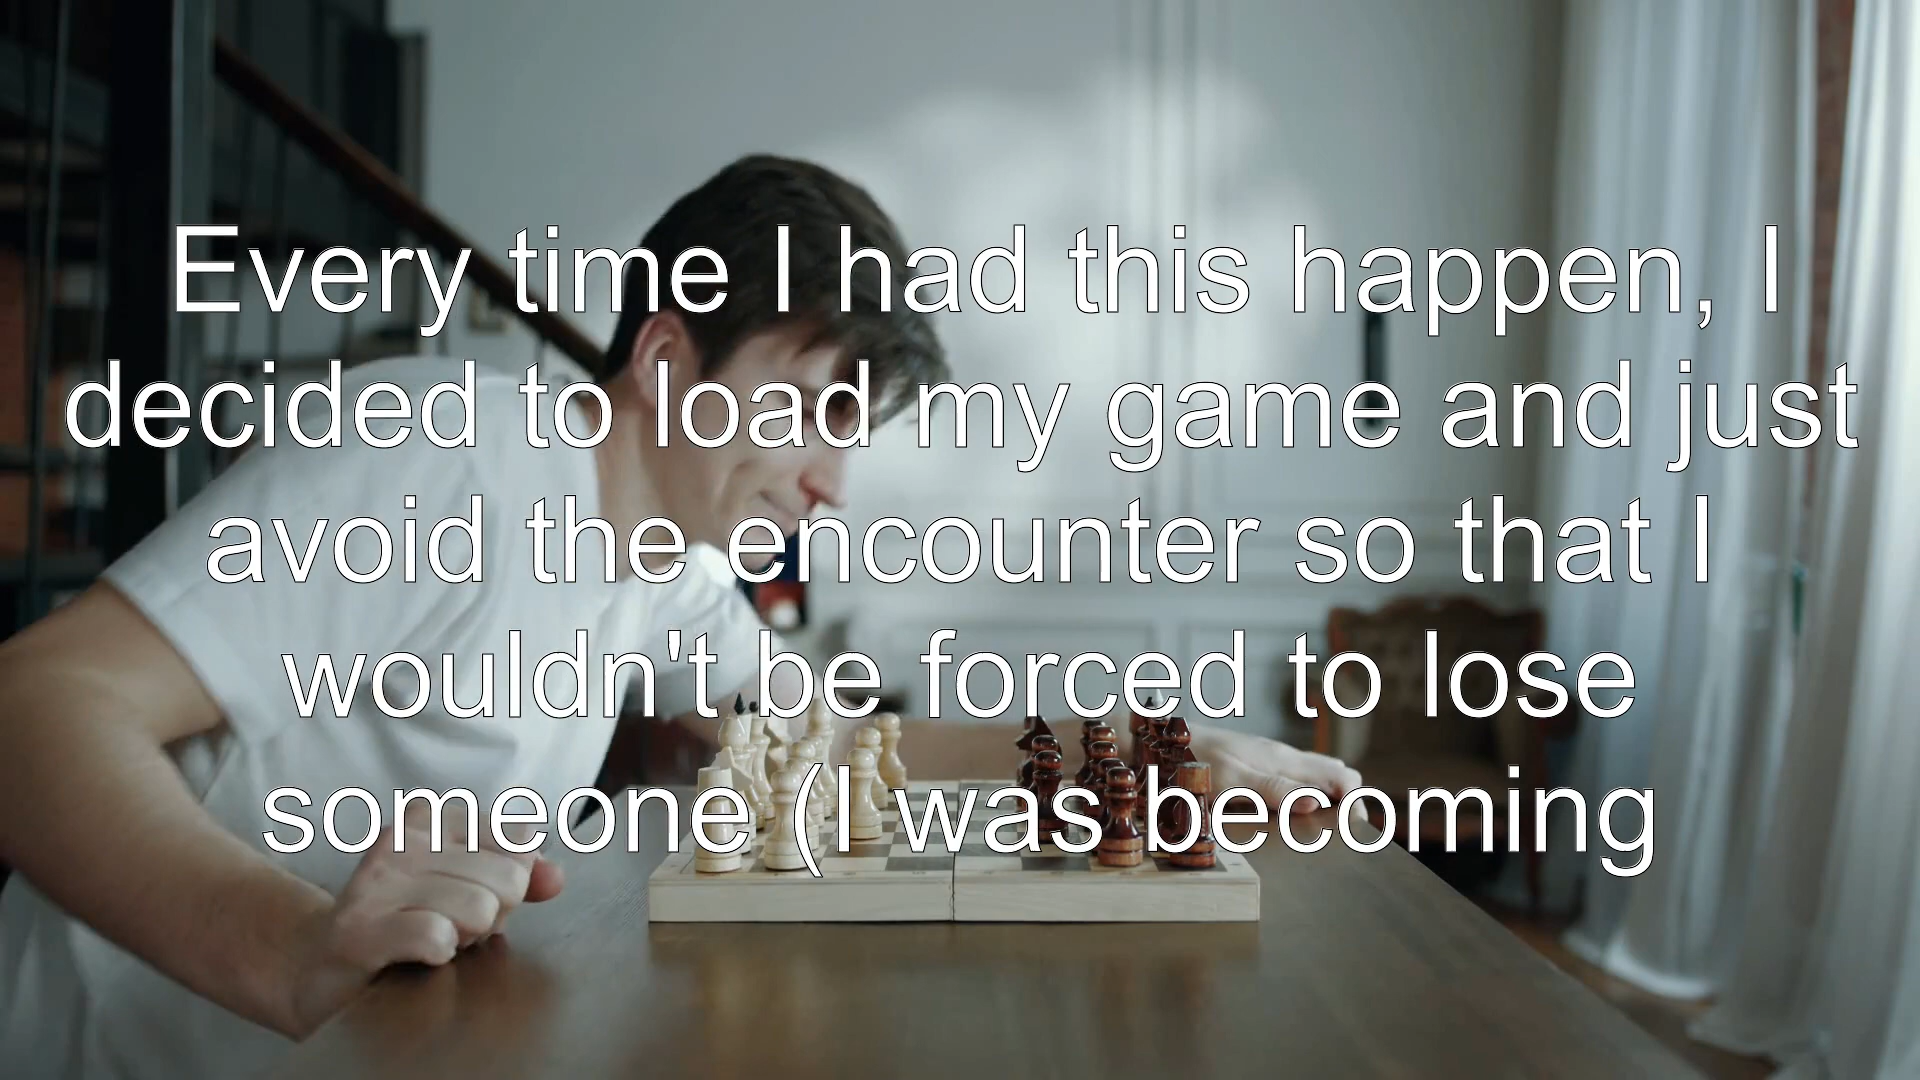 Every time I had this happen, I
decided to load my game and just
avoid the encounter so that I
wouldn't be forced to lose
someone (I was becoming